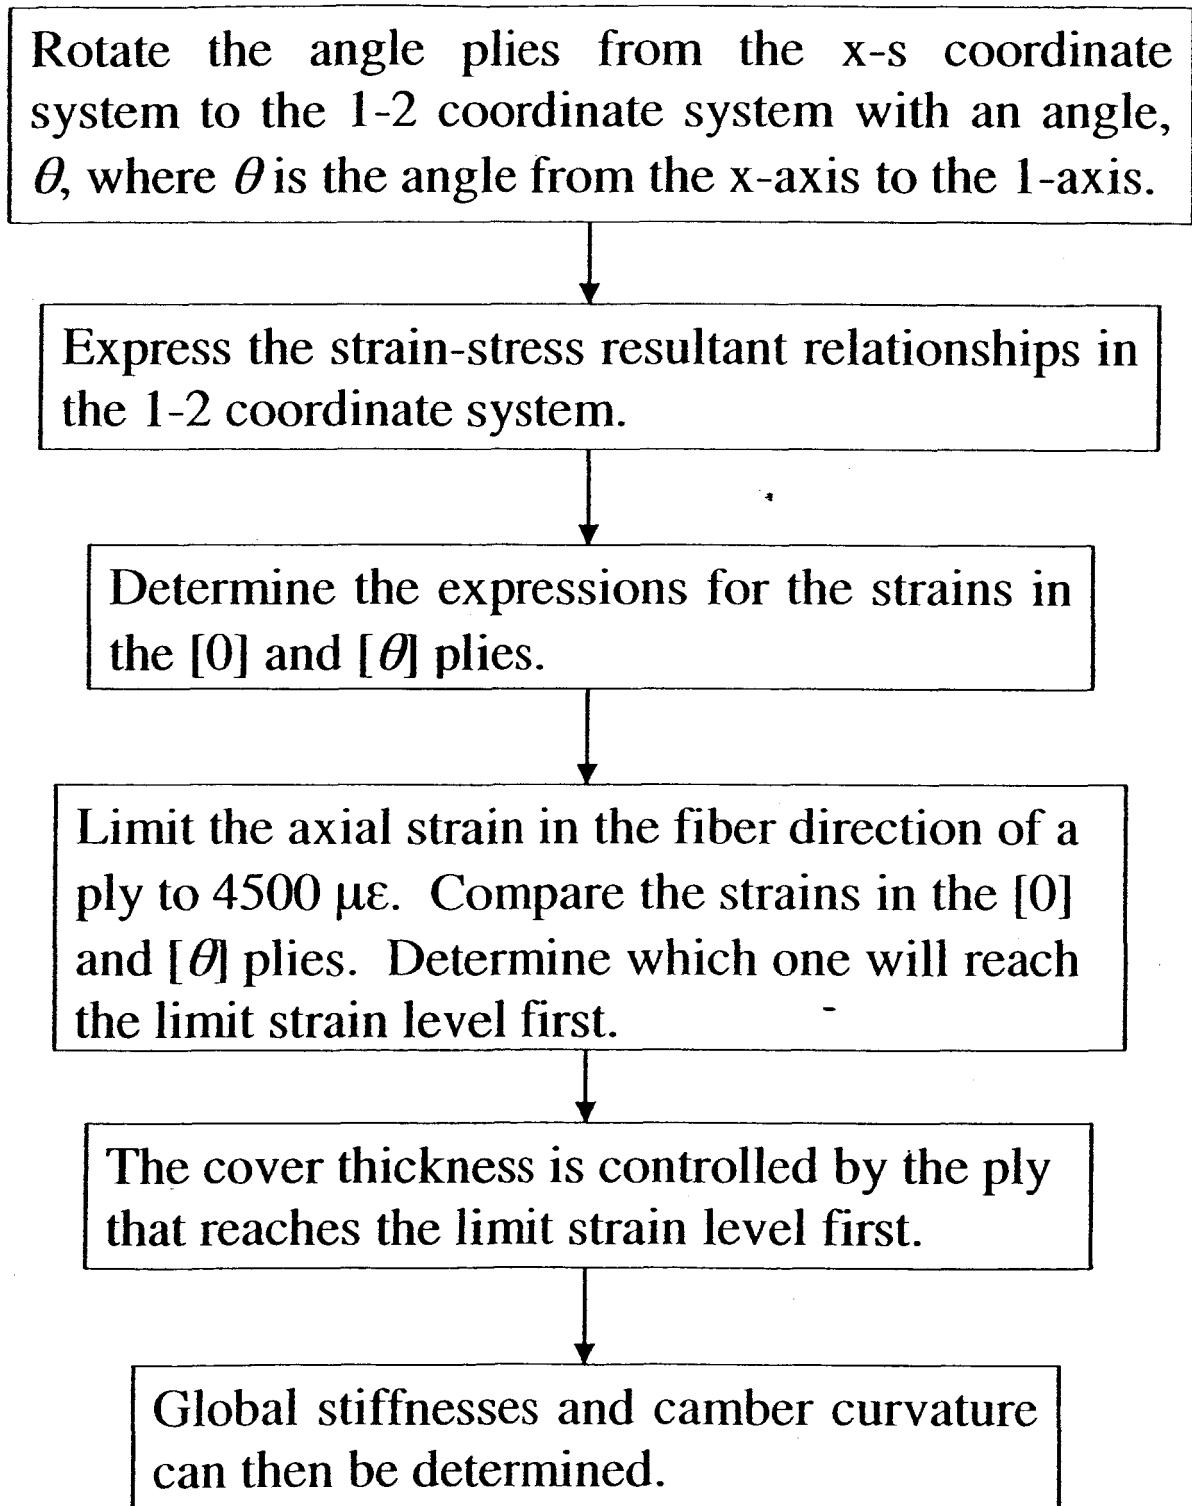 Rotate the angle plies from the x-s coordinate
system to the 1-2 coordinate system with an angle,
θ, where θ is the angle from the x-axis to the 1-axis.
Express the strain-stress resultant relationships in
the 1-2 coordinate system.
Determine the expressions for the strains in
the [0] and [θ] plies.
Limit the axial strain in the fiber direction of a
ply to 4500 με. Compare the strains in the [0]
and [θ] plies. Determine which one will reach
the limit strain level first.
The cover thickness is controlled by the ply
that reaches the limit strain level first.
Global stiffnesses and camber curvature
can then be determined.